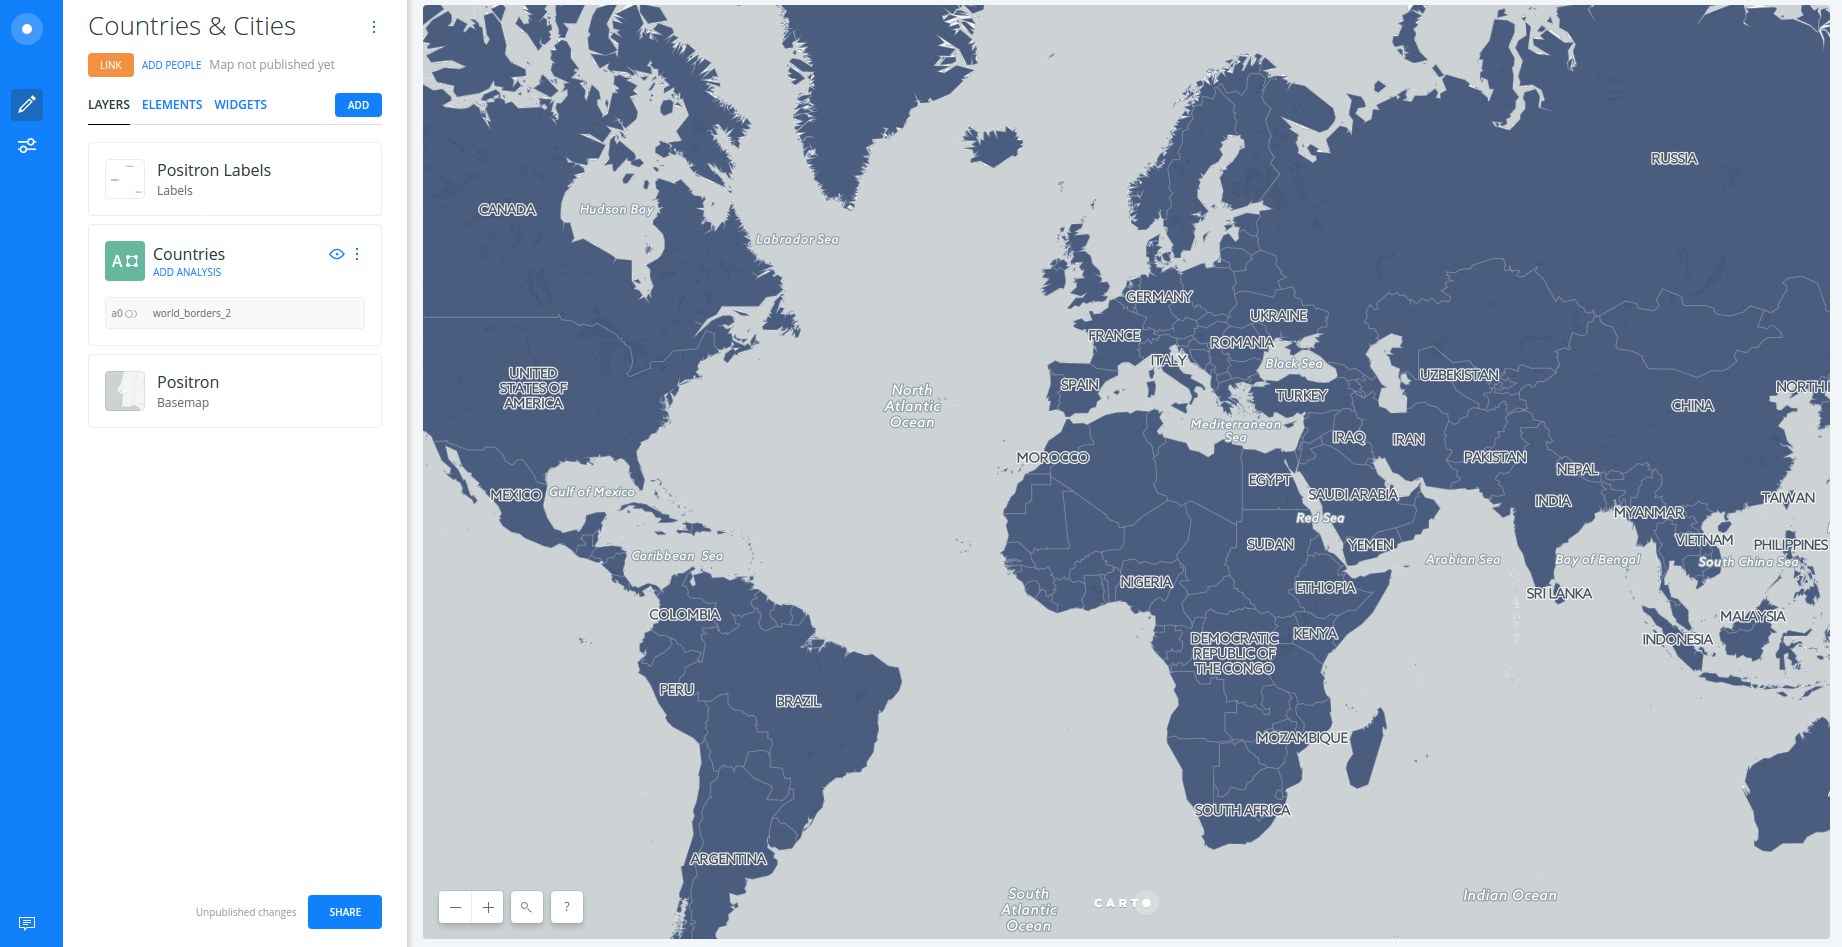 Countries & Cities
LINK
ADD PEOPLE
Map not published yet
LAYERS
ELEMENTS
WIDGETS
ADD
Positron Labels
Labels
A
Countries
ADD ANALYSIS
a0
world_borders_2
Positron
Basemap
Unpublished changes
SHARE
RUSSIA
CANADA
Hudson Bay
Labrador Sea
GERMANY
UKRAINE
FRANCE
ROMANIA
ITALY
Black Sea
UNITED
STATES OF
AMERICA
SPAIN
TURKEY
UZBEKISTAN
NORTH
North
Atlantic
Ocean
CHINA
Mediterranean
Sea
IRAQ
IRAN
MOROCCO
PAKISTAN
NEPAL
EGYPT
MEXICO
Gulf of Mexico
SAUDI ARABIA
INDIA
TAIWAN
Red Sea
MYANMAR
SUDAN
YEMEN
VIETNAM
PHILIPPINES
Caribbean Sea
Arabian Sea
Bay of Bengal
South China Sea
NIGERIA
ETHIOPIA
SRI LANKA
COLOMBIA
MALAYSIA
DEMOCRATIC
REPUBLIC OF
THE CONGO
KENYA
INDONESIA
PERU
BRAZIL
MOZAMBIQUE
SOUTH AFRICA
ARGENTINA
South
Atlantic
Ocean
Indian Ocean
CARTO
?